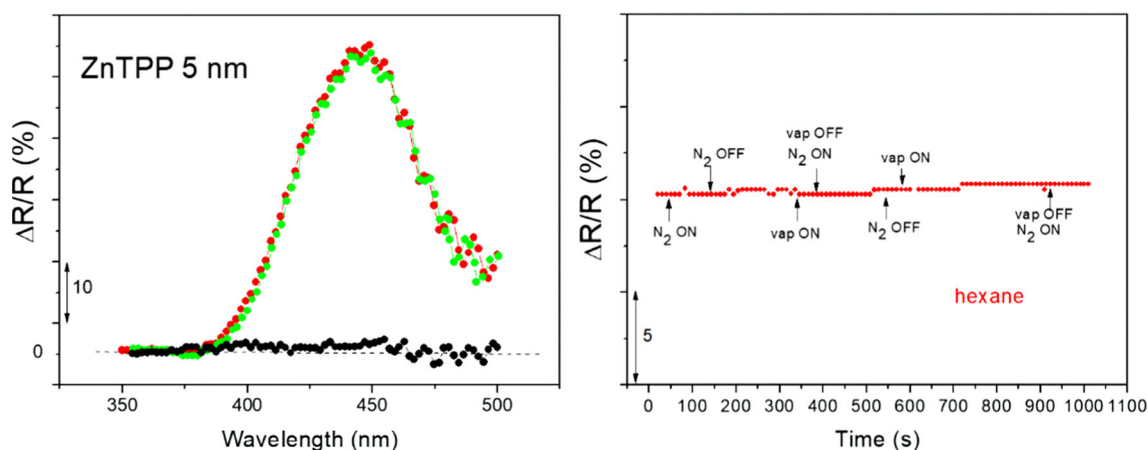 ZnTPP 5 nm
ΔR/R (%)
10
0
350
400
450
500
Wavelength (nm)
ΔR/R (%)
vap OFF
N2 OFF
N2 ON
vap ON
N2 ON
vap ON
N2 OFF
vap OFF
N2 ON
hexane
5
0 100 200 300 400 500 600 700 800 900 1000 1100
Time (s)